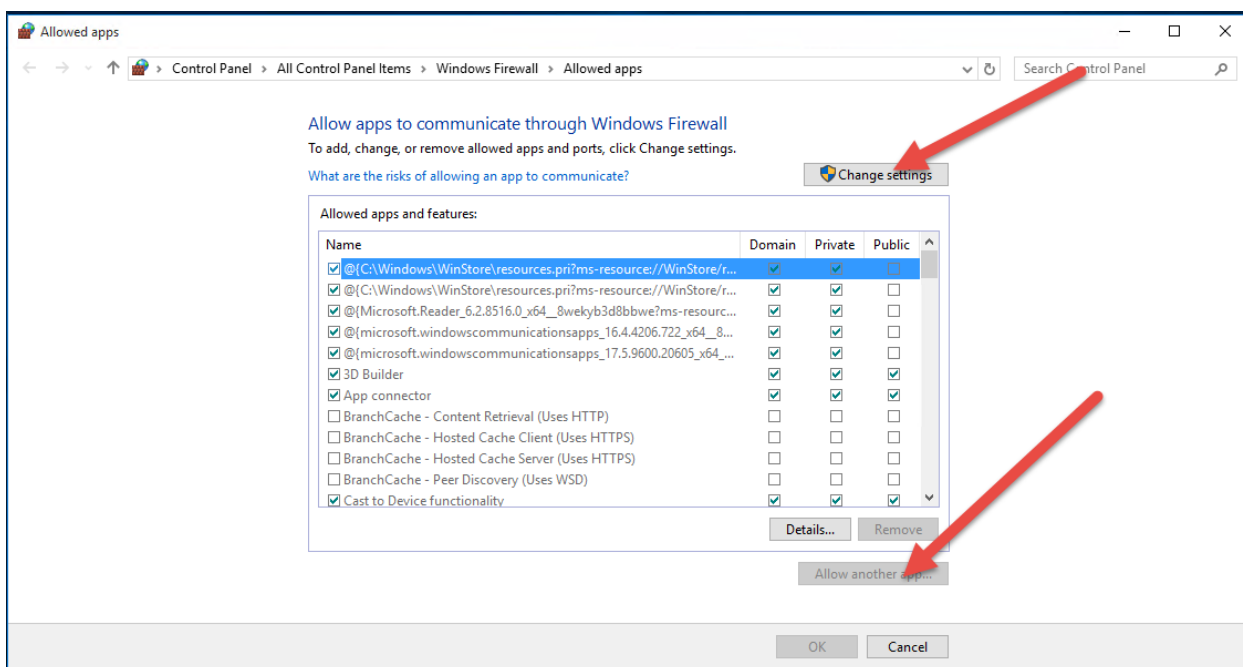 Allowed apps
Control Panel > All Control Panel Items > Windows Firewall > Allowed apps
Search Control Panel
Allow apps to communicate through Windows Firewall
To add, change, or remove allowed apps and ports, click Change settings.
What are the risks of allowing an app to communicate?
Change settings
Allowed apps and features:
Name Domain Private Public
@{C:\Windows\WinStore\resources.pri?ms-resource://WinStore/r...
@{C:\Windows\WinStore\resources.pri?ms-resource://WinStore/r...
@{Microsoft.Reader_6.2.8516.0_x64__8wekyb3d8bbwe?ms-resourc...
@{microsoft.windowscommunicationsapps_16.4.4206.722_x64__8...
@{microsoft.windowscommunicationsapps_17.5.9600.20605_x64_...
3D Builder
App connector
BranchCache - Content Retrieval (Uses HTTP)
BranchCache - Hosted Cache Client (Uses HTTPS)
BranchCache - Hosted Cache Server (Uses HTTPS)
BranchCache - Peer Discovery (Uses WSD)
Cast to Device functionality
Details... Remove
Allow another app...
OK Cancel